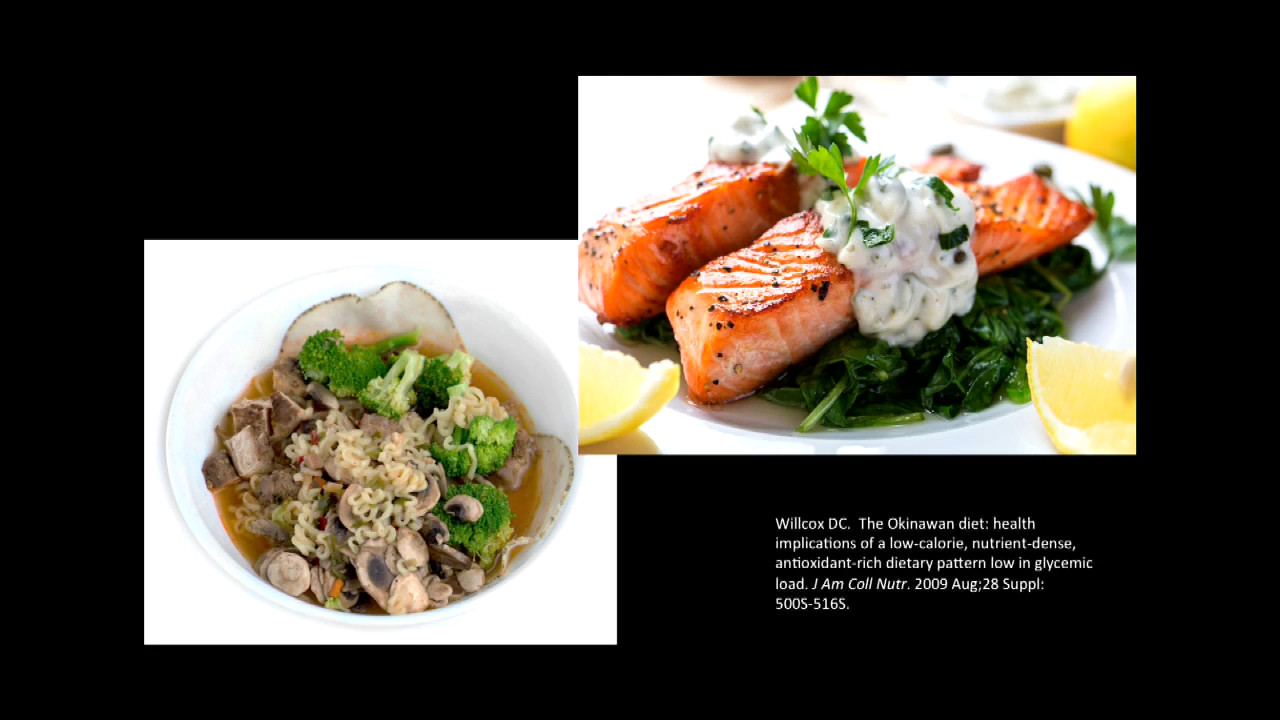 Willcox DC.  The Okinawan diet: health
implications of a low-calorie, nutrient-dense,
antioxidant-rich dietary pattern low in glycemic
load. J Am Coll Nutr. 2009 Aug;28 Suppl:
500S-516S.